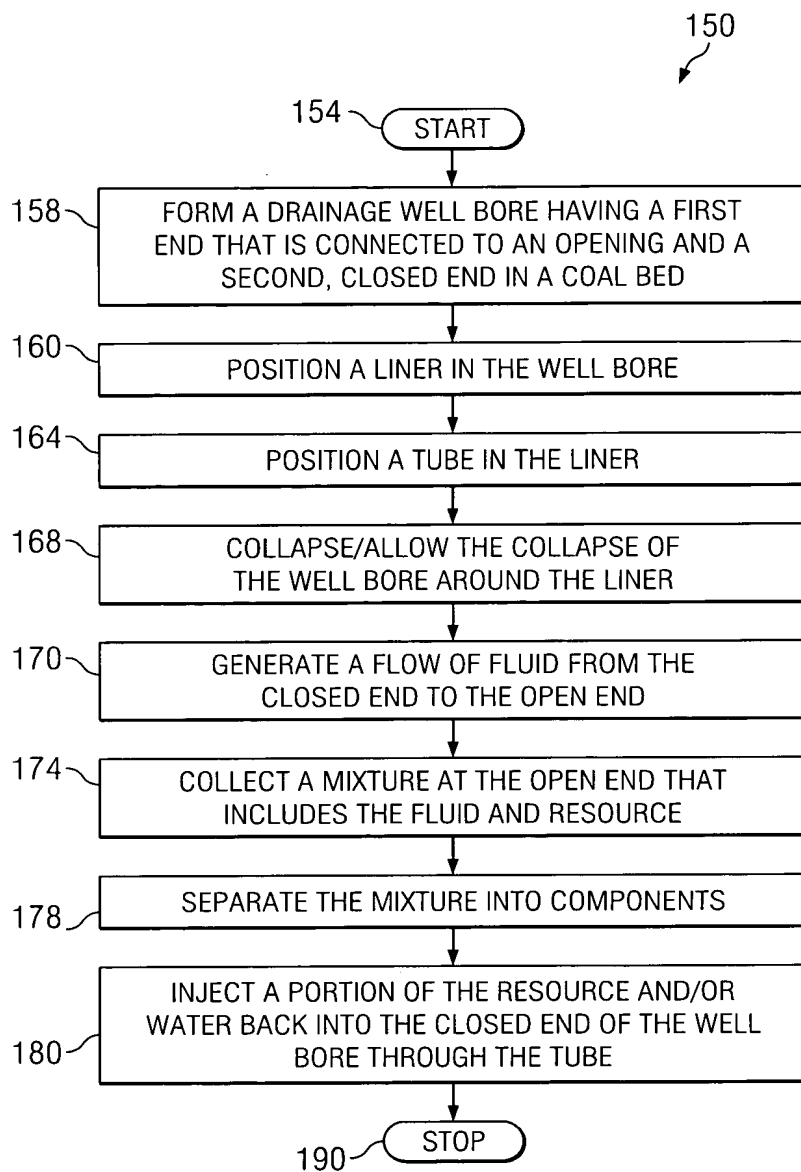 150
154
START
158
FORM A DRAINAGE WELL BORE HAVING A FIRST
END THAT IS CONNECTED TO AN OPENING AND A
SECOND, CLOSED END IN A COAL BED
160
POSITION A LINER IN THE WELL BORE
164
POSITION A TUBE IN THE LINER
168
COLLAPSE/ALLOW THE COLLAPSE OF
THE WELL BORE AROUND THE LINER
170
GENERATE A FLOW OF FLUID FROM THE
CLOSED END TO THE OPEN END
174
COLLECT A MIXTURE AT THE OPEN END THAT
INCLUDES THE FLUID AND RESOURCE
178
SEPARATE THE MIXTURE INTO COMPONENTS
180
INJECT A PORTION OF THE RESOURCE AND/OR
WATER BACK INTO THE CLOSED END OF THE WELL
BORE THROUGH THE TUBE
190
STOP